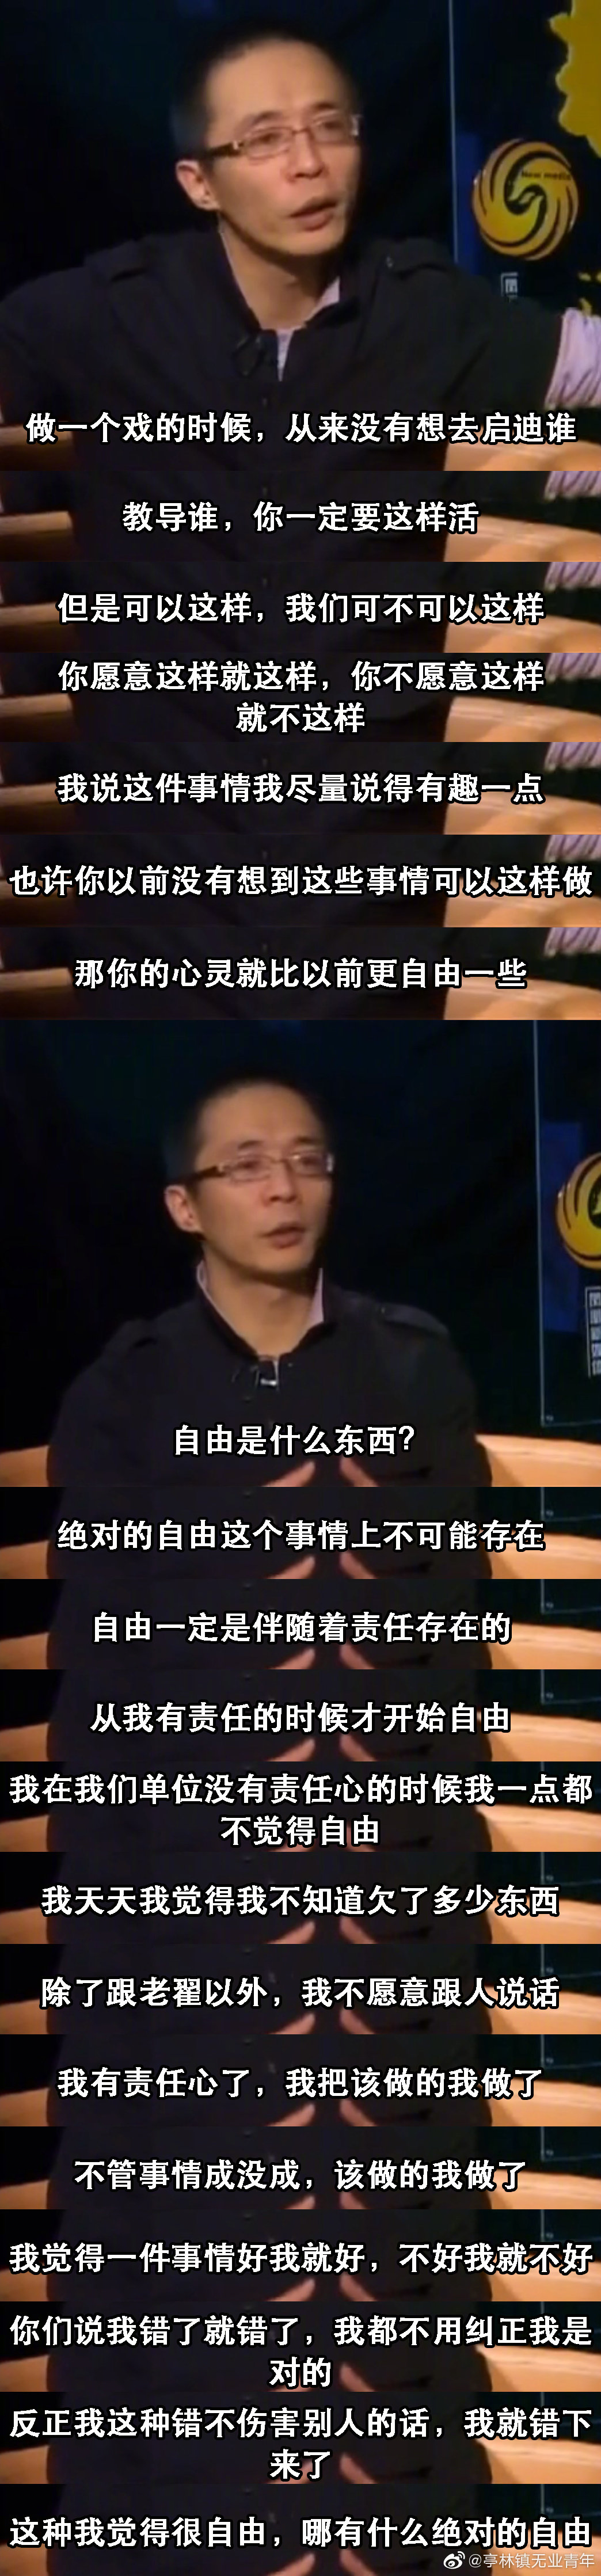 New media
凤
做一个戏的时候，从来没有想去启迪谁
教导谁，你一定要这样活
但是可以这样，我们可不可以这样
你愿意这样就这样，你不愿意这样
就不这样
我说这件事情我尽量说得有趣一点
也许你以前没有想到这些事情可以这样做
那你的心灵就比以前更自由一些
凤凰新媒体
自由是什么东西？
绝对的自由这个事情上不可能存在
自由一定是伴随着责任存在的
从我有责任的时候才开始自由
我在我们单位没有责任心的时候我一点都
不觉得自由
我天天我觉得我不知道欠了多少东西
除了跟老翟以外，我不愿意跟人说话
我有责任心了，我把该做的我做了
不管事情成没成，该做的我做了
我觉得一件事情好我就好，不好我就不好
你们说我错了就错了，我都不用纠正我是
对的
反正我这种错不伤害别人的话，我就错下
来了
这种我觉得很自由，哪有什么绝对的自由
@亭林镇无业青年